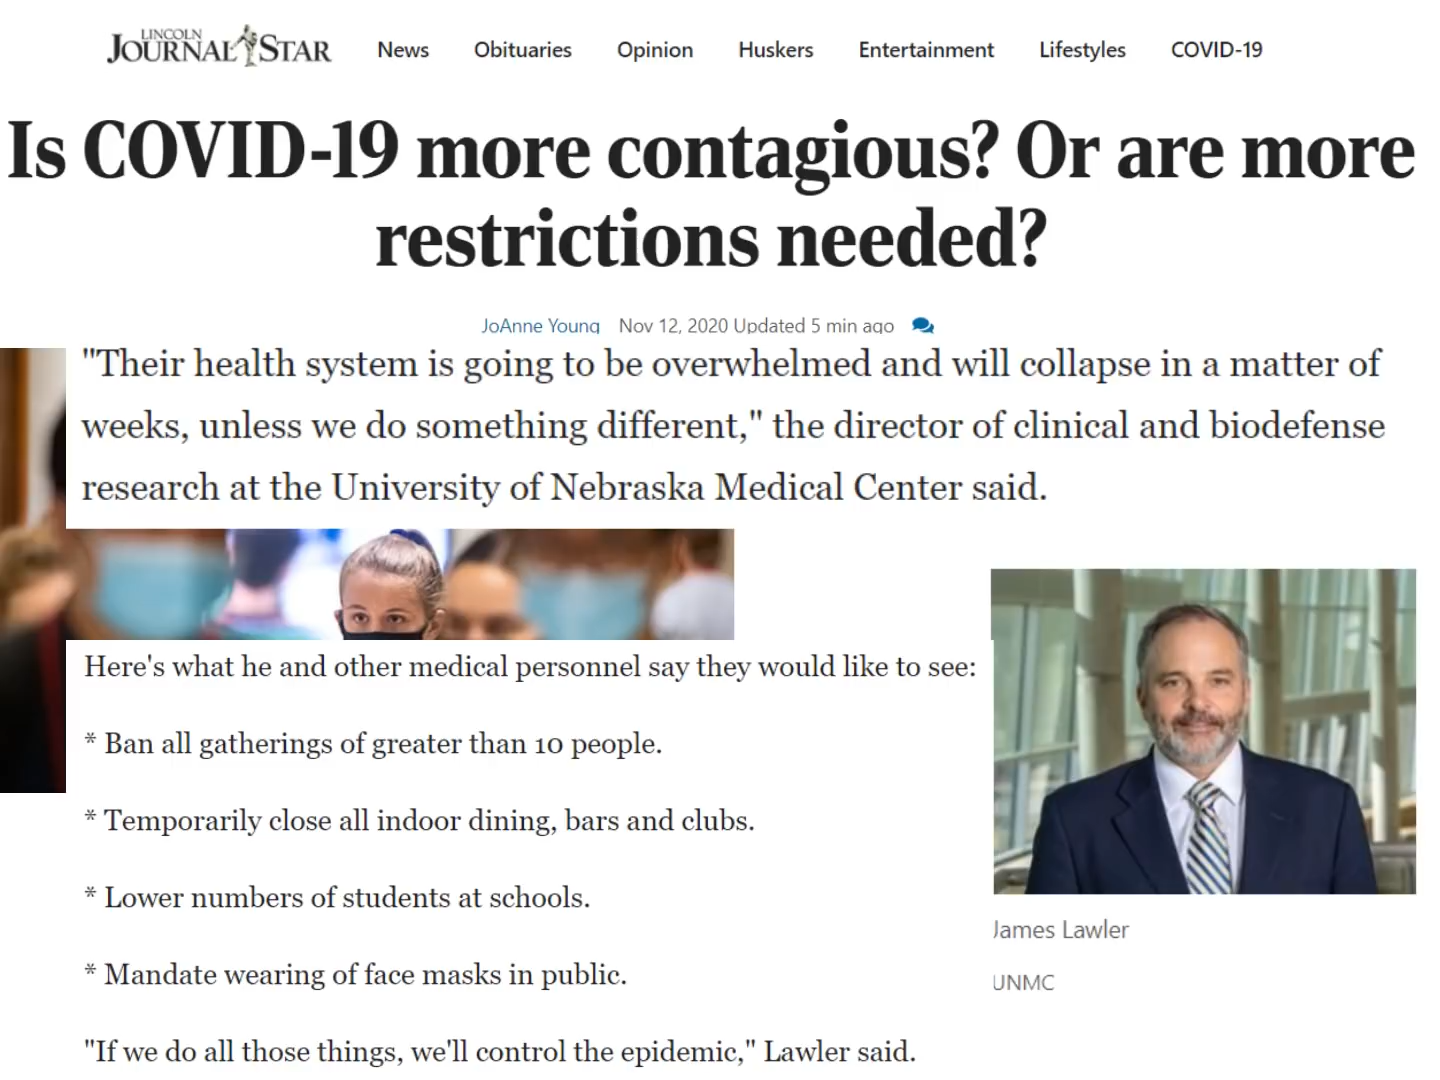 LINCOLN
JOURNAL STAR
News Obituaries Opinion Huskers Entertainment Lifestyles COVID-19
Is COVID-19 more contagious? Or are more
restrictions needed?
JoAnne Young Nov 12, 2020 Updated 5 min ago
"Their health system is going to be overwhelmed and will collapse in a matter of
weeks, unless we do something different," the director of clinical and biodefense
research at the University of Nebraska Medical Center said.
Here's what he and other medical personnel say they would like to see:
* Ban all gatherings of greater than 10 people.
* Temporarily close all indoor dining, bars and clubs.
* Lower numbers of students at schools.
* Mandate wearing of face masks in public.
"If we do all those things, we'll control the epidemic," Lawler said.
James Lawler
UNMC